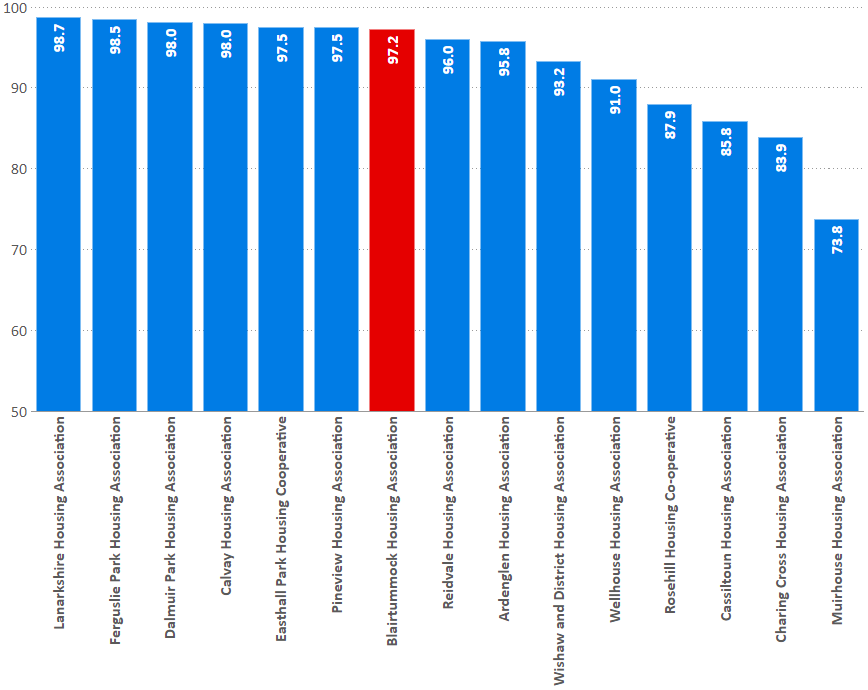 100
90
80
70
60
50
98.7
98.5
98.0
98.0
97.5
97.5
97.2
96.0
95.8
93.2
91.0
87.9
85.8
83.9
73.8
Lanarkshire Housing Association
Ferguslie Park Housing Association
Dalmuir Park Housing Association
Calvay Housing Association
Easthall Park Housing Cooperative
Pineview Housing Association
Blairtummock Housing Association
Reidvale Housing Association
Ardenglen Housing Association
Wishaw and District Housing Association
Wellhouse Housing Association
Rosehill Housing Co-operative
Cassiltoun Housing Association
Charing Cross Housing Association
Muirhouse Housing Association